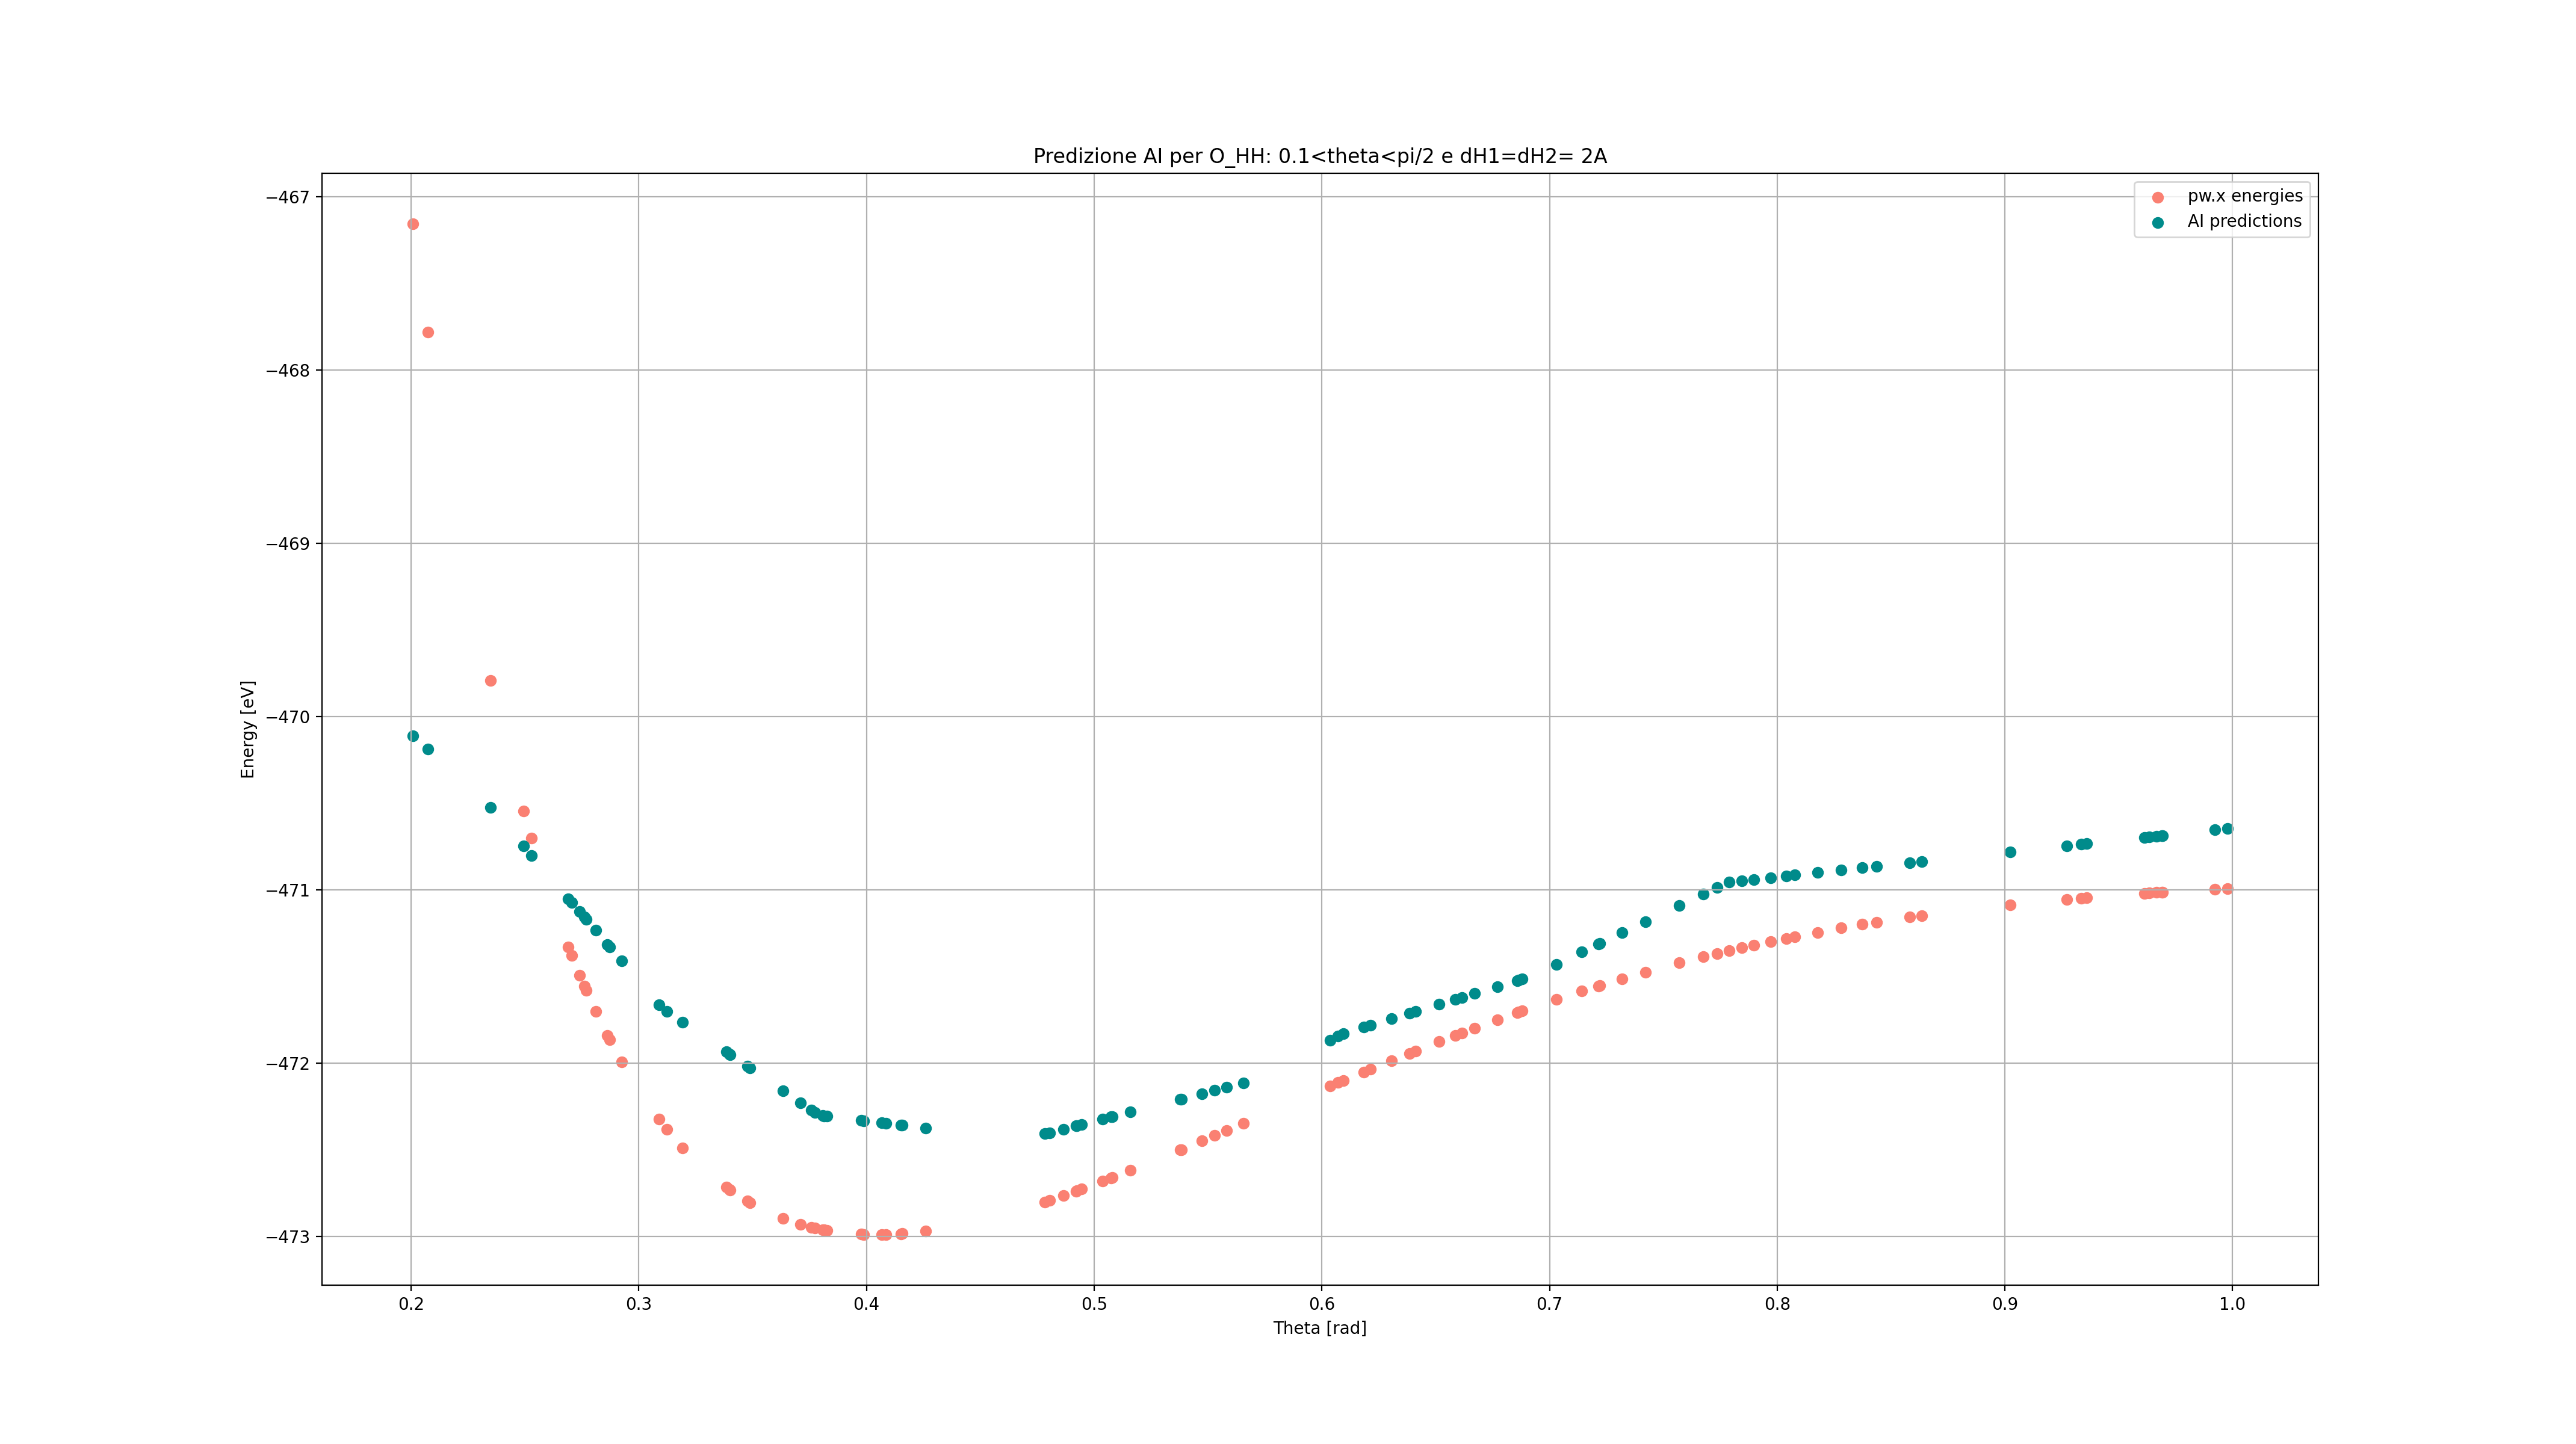 Predizione AI per O_HH: 0.1<theta<pi/2 e dH1=dH2= 2A
pw.x energies
AI predictions
Energy [eV]
−467
−468
−469
−470
−471
−472
−473
0.2 0.3 0.4 0.5 0.6 0.7 0.8 0.9 1.0
Theta [rad]